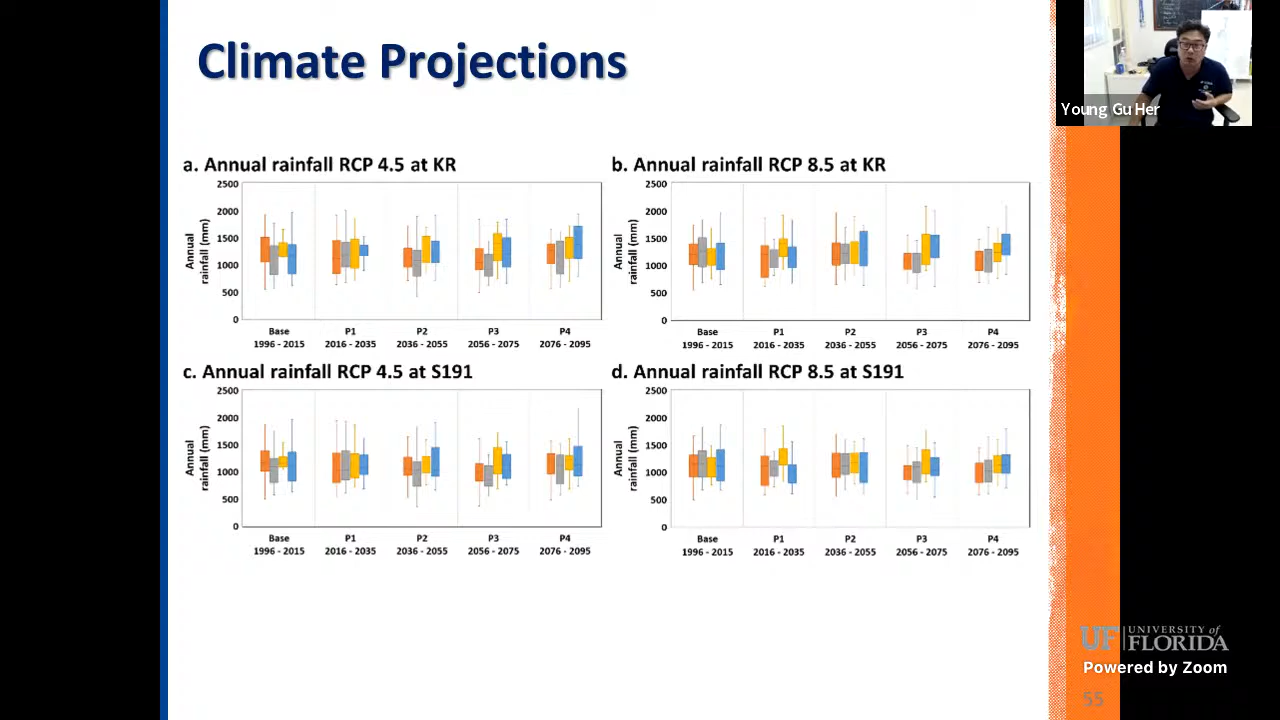 Climate Projections
Young Gu Her
a. Annual rainfall RCP 4.5 at KR
Annual
rainfall (mm)
2500
2000
1500
1000
500
0
Base
1996 - 2015
P1
2016 - 2035
P2
2036 - 2055
P3
2056 - 2075
P4
2076 - 2095
b. Annual rainfall RCP 8.5 at KR
Annual
rainfall (mm)
2500
2000
1500
1000
500
0
Base
1996 - 2015
P1
2016 - 2035
P2
2036 - 2055
P3
2056 - 2075
P4
2076 - 2095
c. Annual rainfall RCP 4.5 at S191
Annual
rainfall (mm)
2500
2000
1500
1000
500
0
Base
1996 - 2015
P1
2016 - 2035
P2
2036 - 2055
P3
2056 - 2075
P4
2076 - 2095
d. Annual rainfall RCP 8.5 at S191
Annual
rainfall (mm)
2500
2000
1500
1000
500
0
Base
1996 - 2015
P1
2016 - 2035
P2
2036 - 2055
P3
2056 - 2075
P4
2076 - 2095
UF UNIVERSITY of
FLORIDA
Powered by Zoom
55